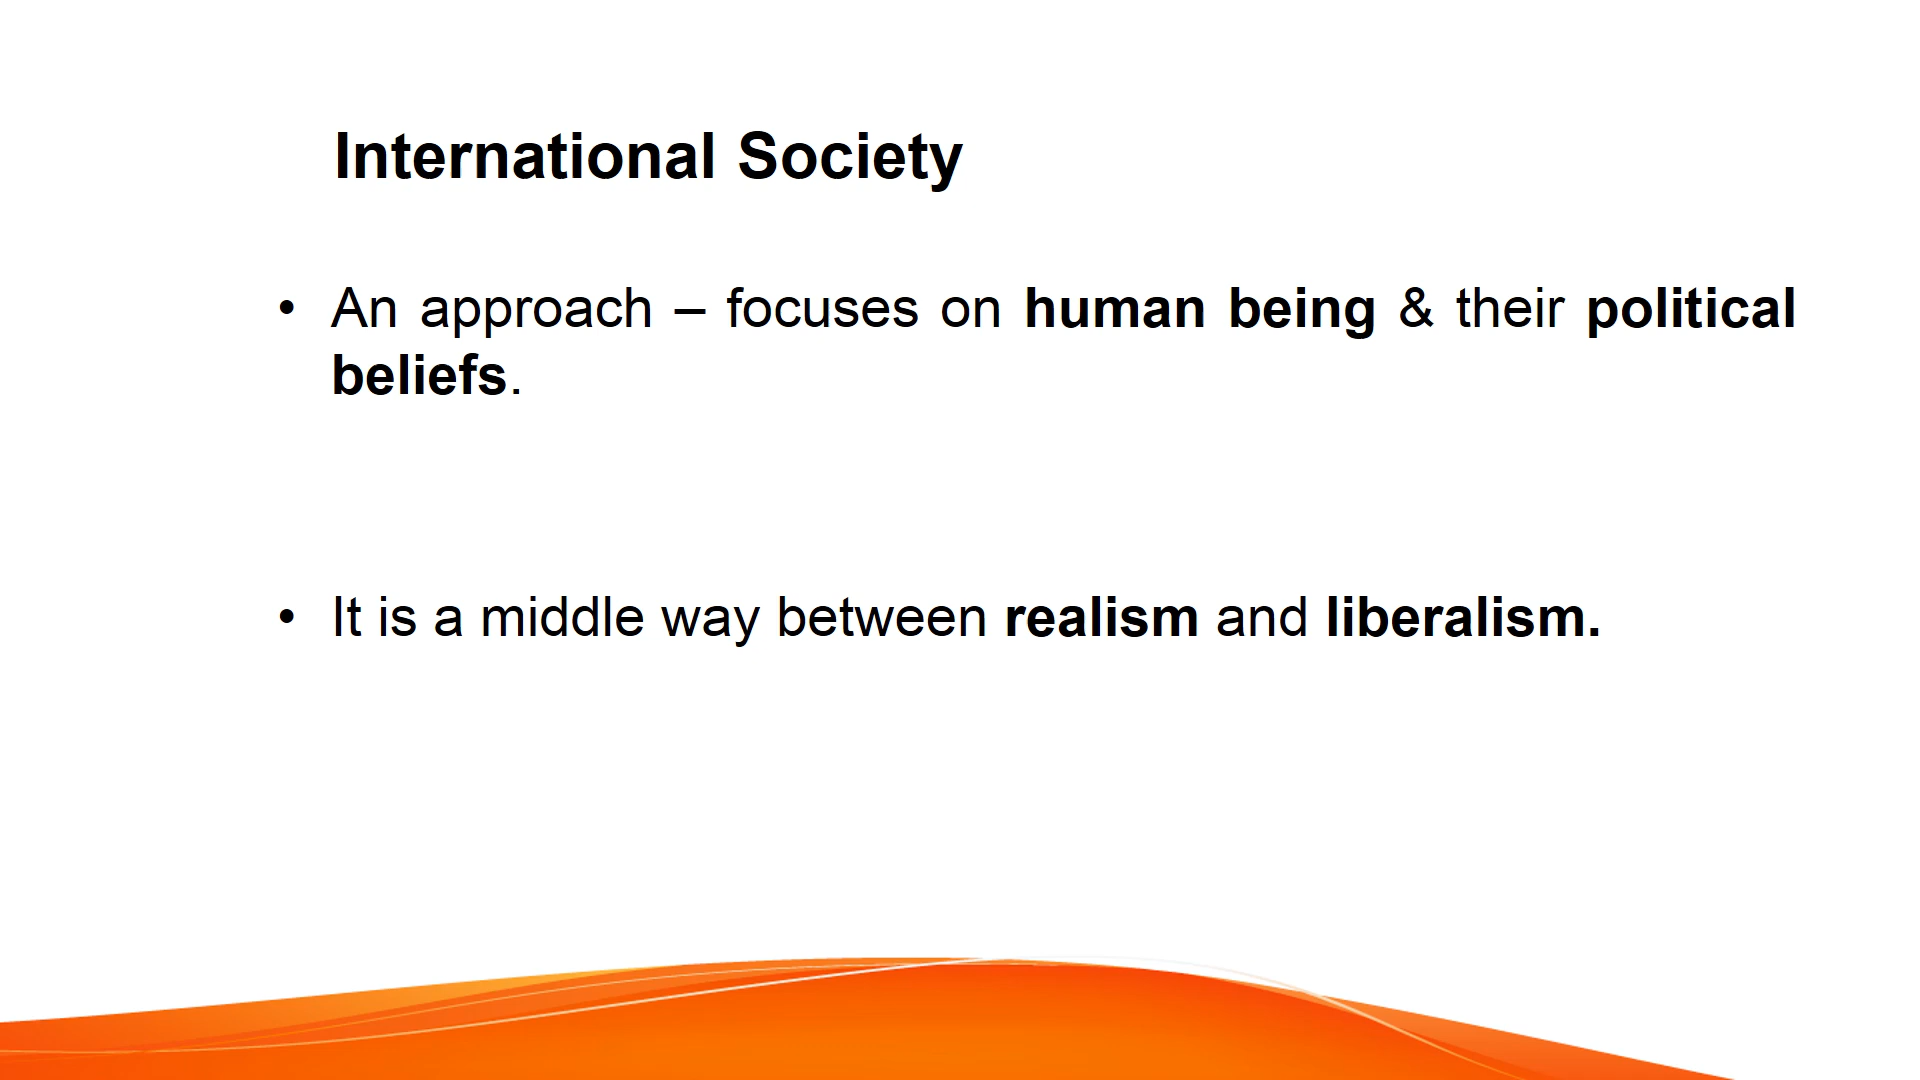 International Society
• An approach – focuses on human being & their political
beliefs.
• It is a middle way between realism and liberalism.